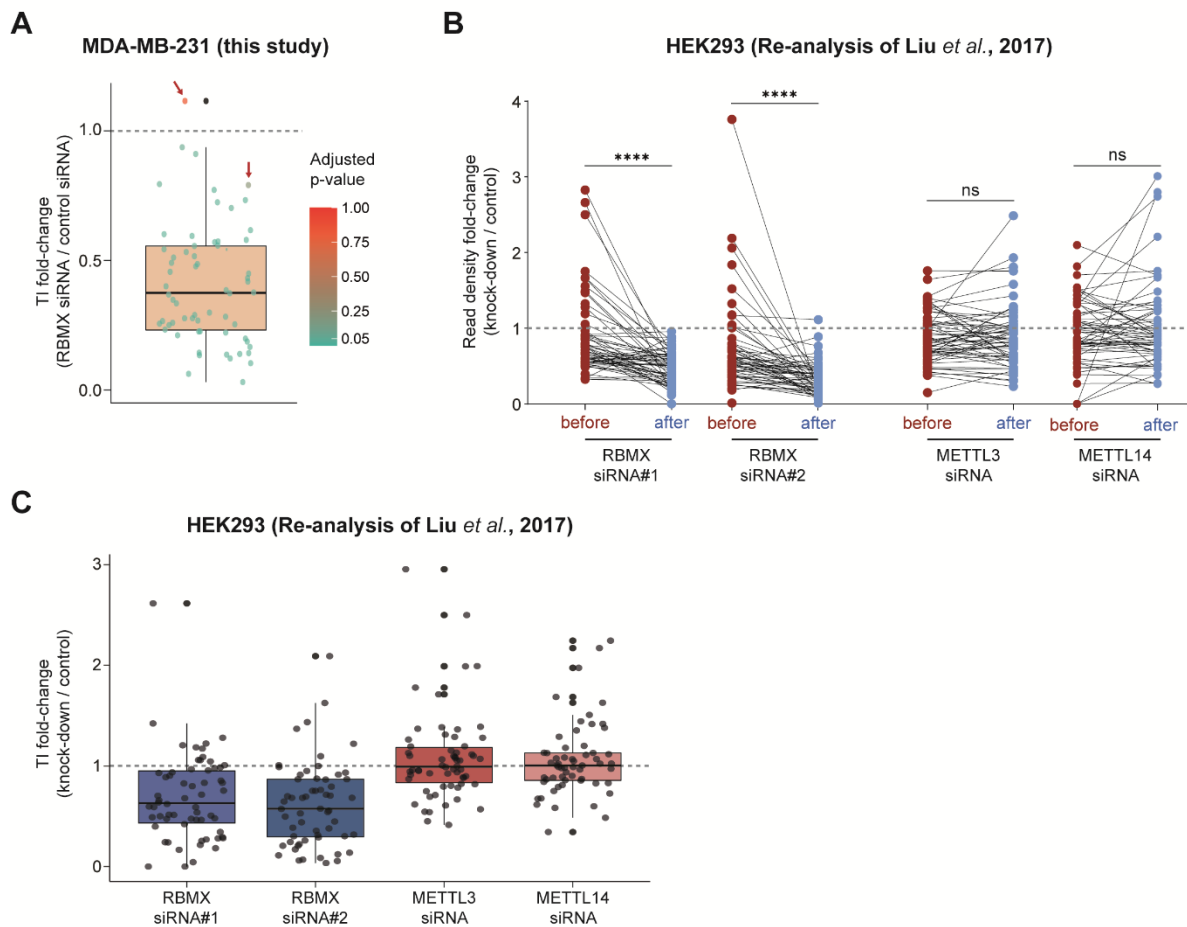 A
MDA-MB-231 (this study)
TI fold-change
(RBMX siRNA / control siRNA)
1.0
0.5
0.0
Adjusted
p-value
1.00
0.75
0.50
0.25
0.05
B
HEK293 (Re-analysis of Liu et al., 2017)
Read density fold-change
(knock-down / control)
4
3
2
1
0
****
****
ns
ns
before
after
before
after
before
after
before
after
RBMX
siRNA#1
RBMX
siRNA#2
METTL3
siRNA
METTL14
siRNA
C
HEK293 (Re-analysis of Liu et al., 2017)
TI fold-change
(knock-down / control)
3
2
1
0
RBMX
siRNA#1
RBMX
siRNA#2
METTL3
siRNA
METTL14
siRNA